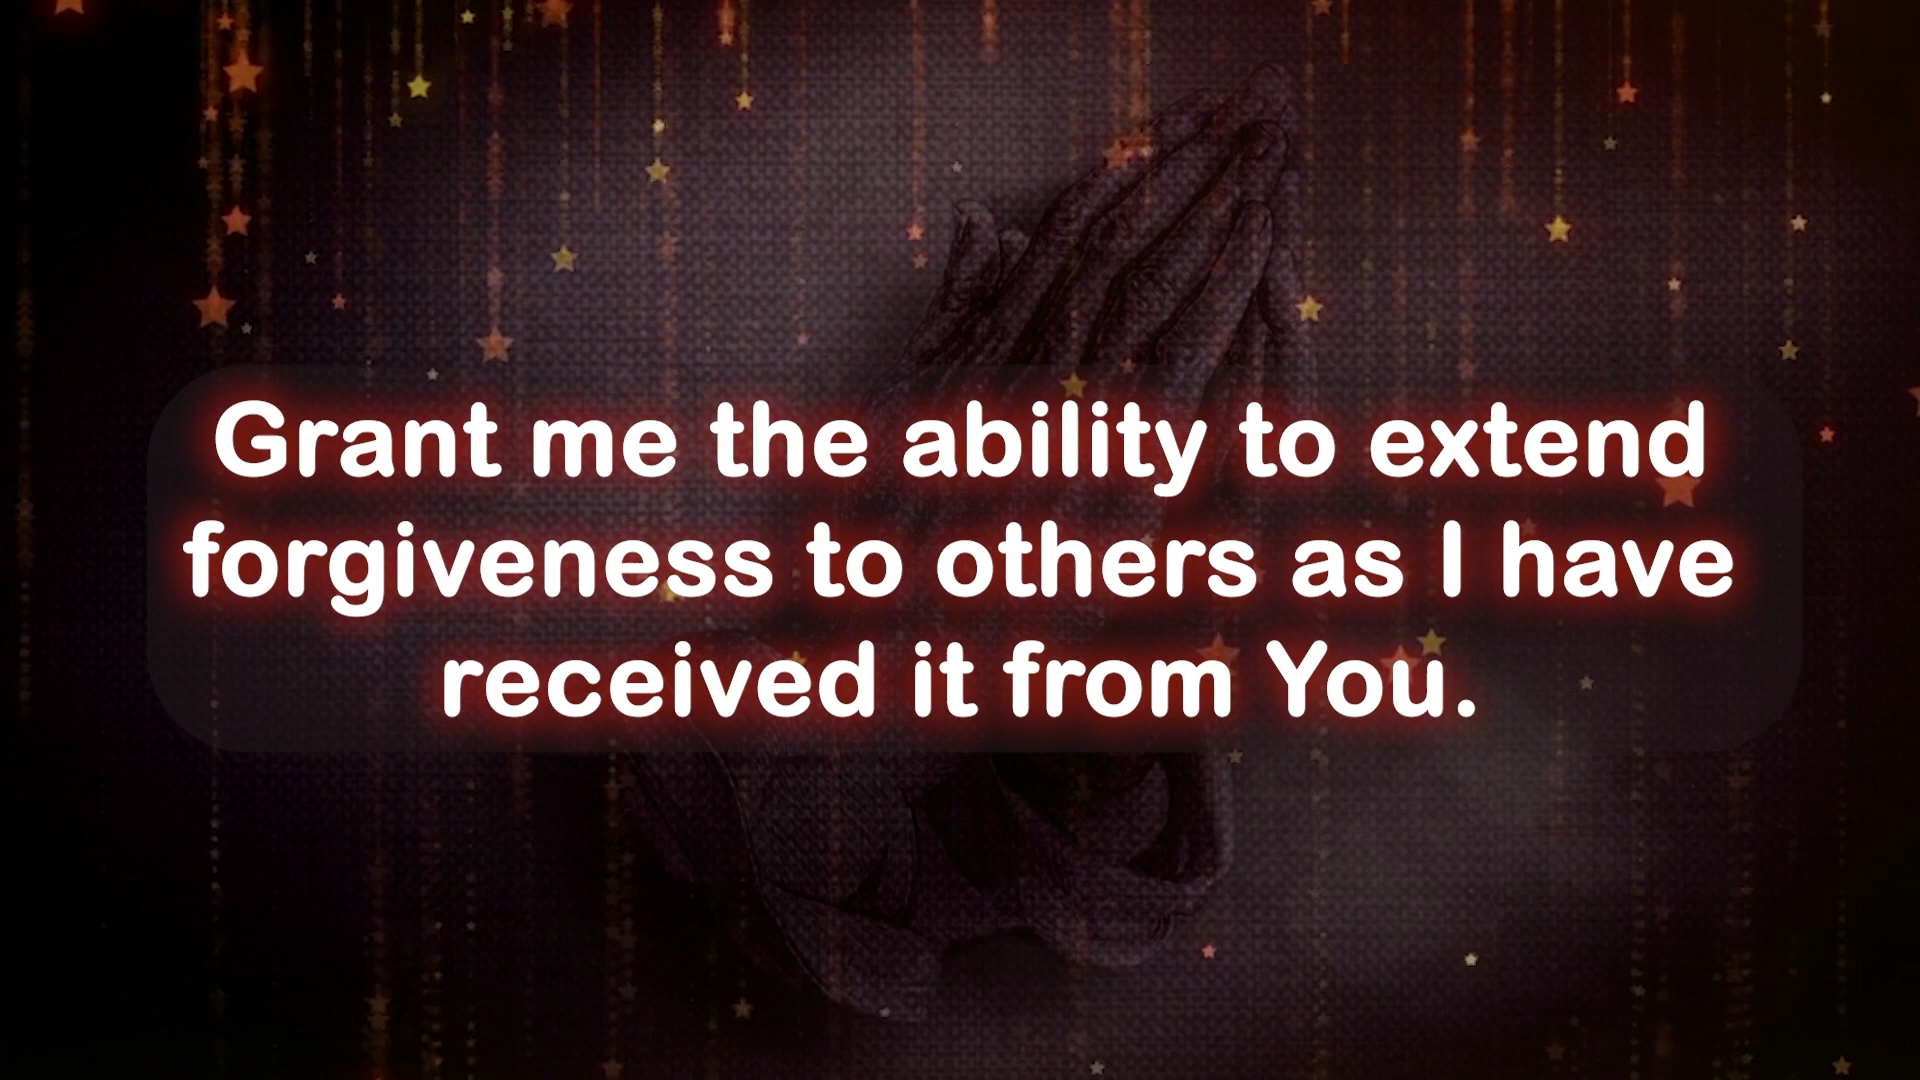 Grant me the ability to extend
forgiveness to others as I have
received it from You.